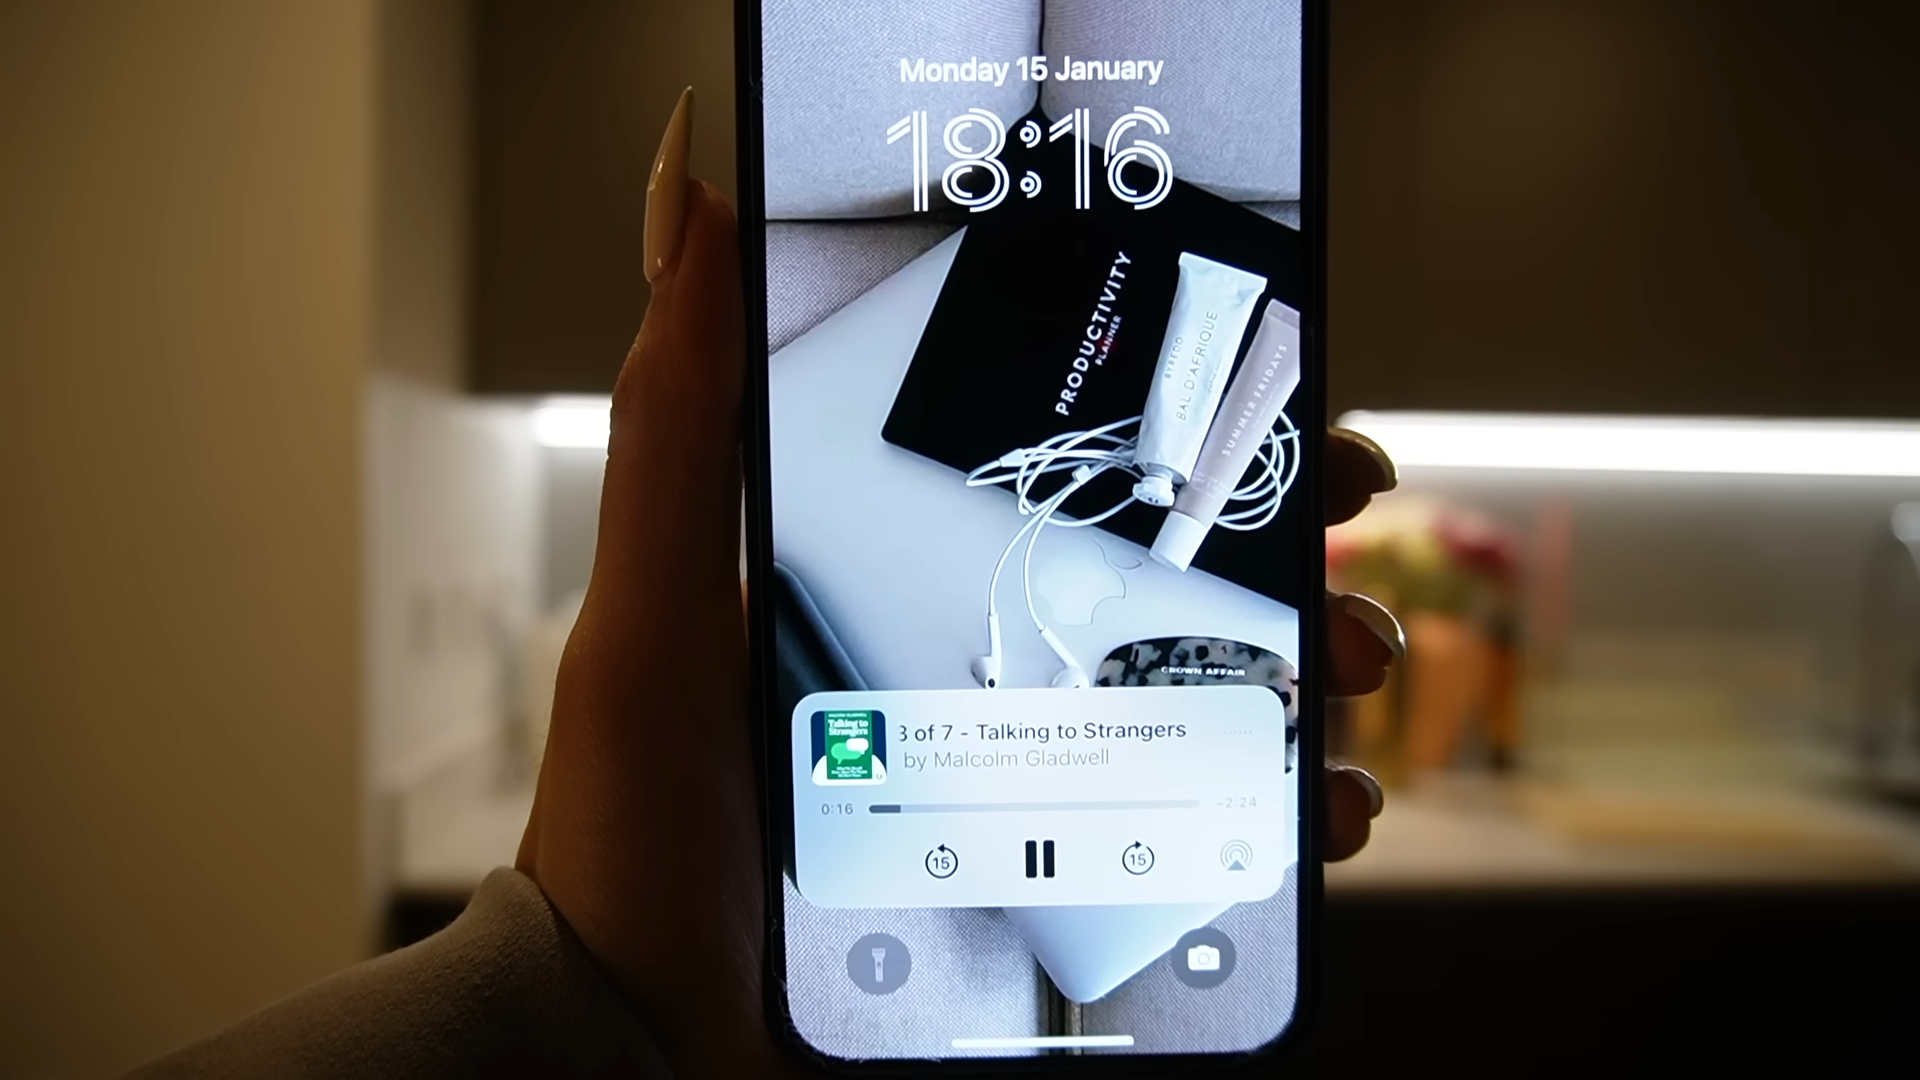 Monday 15 January
18:16
PRODUCTIVITY
PLANNER
BYREDO
BAL D'AFRIQUE
SUMMER FRIDAYS
CROWN AFFAIR
Talking to
Strangers
3 of 7 - Talking to Strangers
by Malcolm Gladwell
0:16
-2:24
15
15